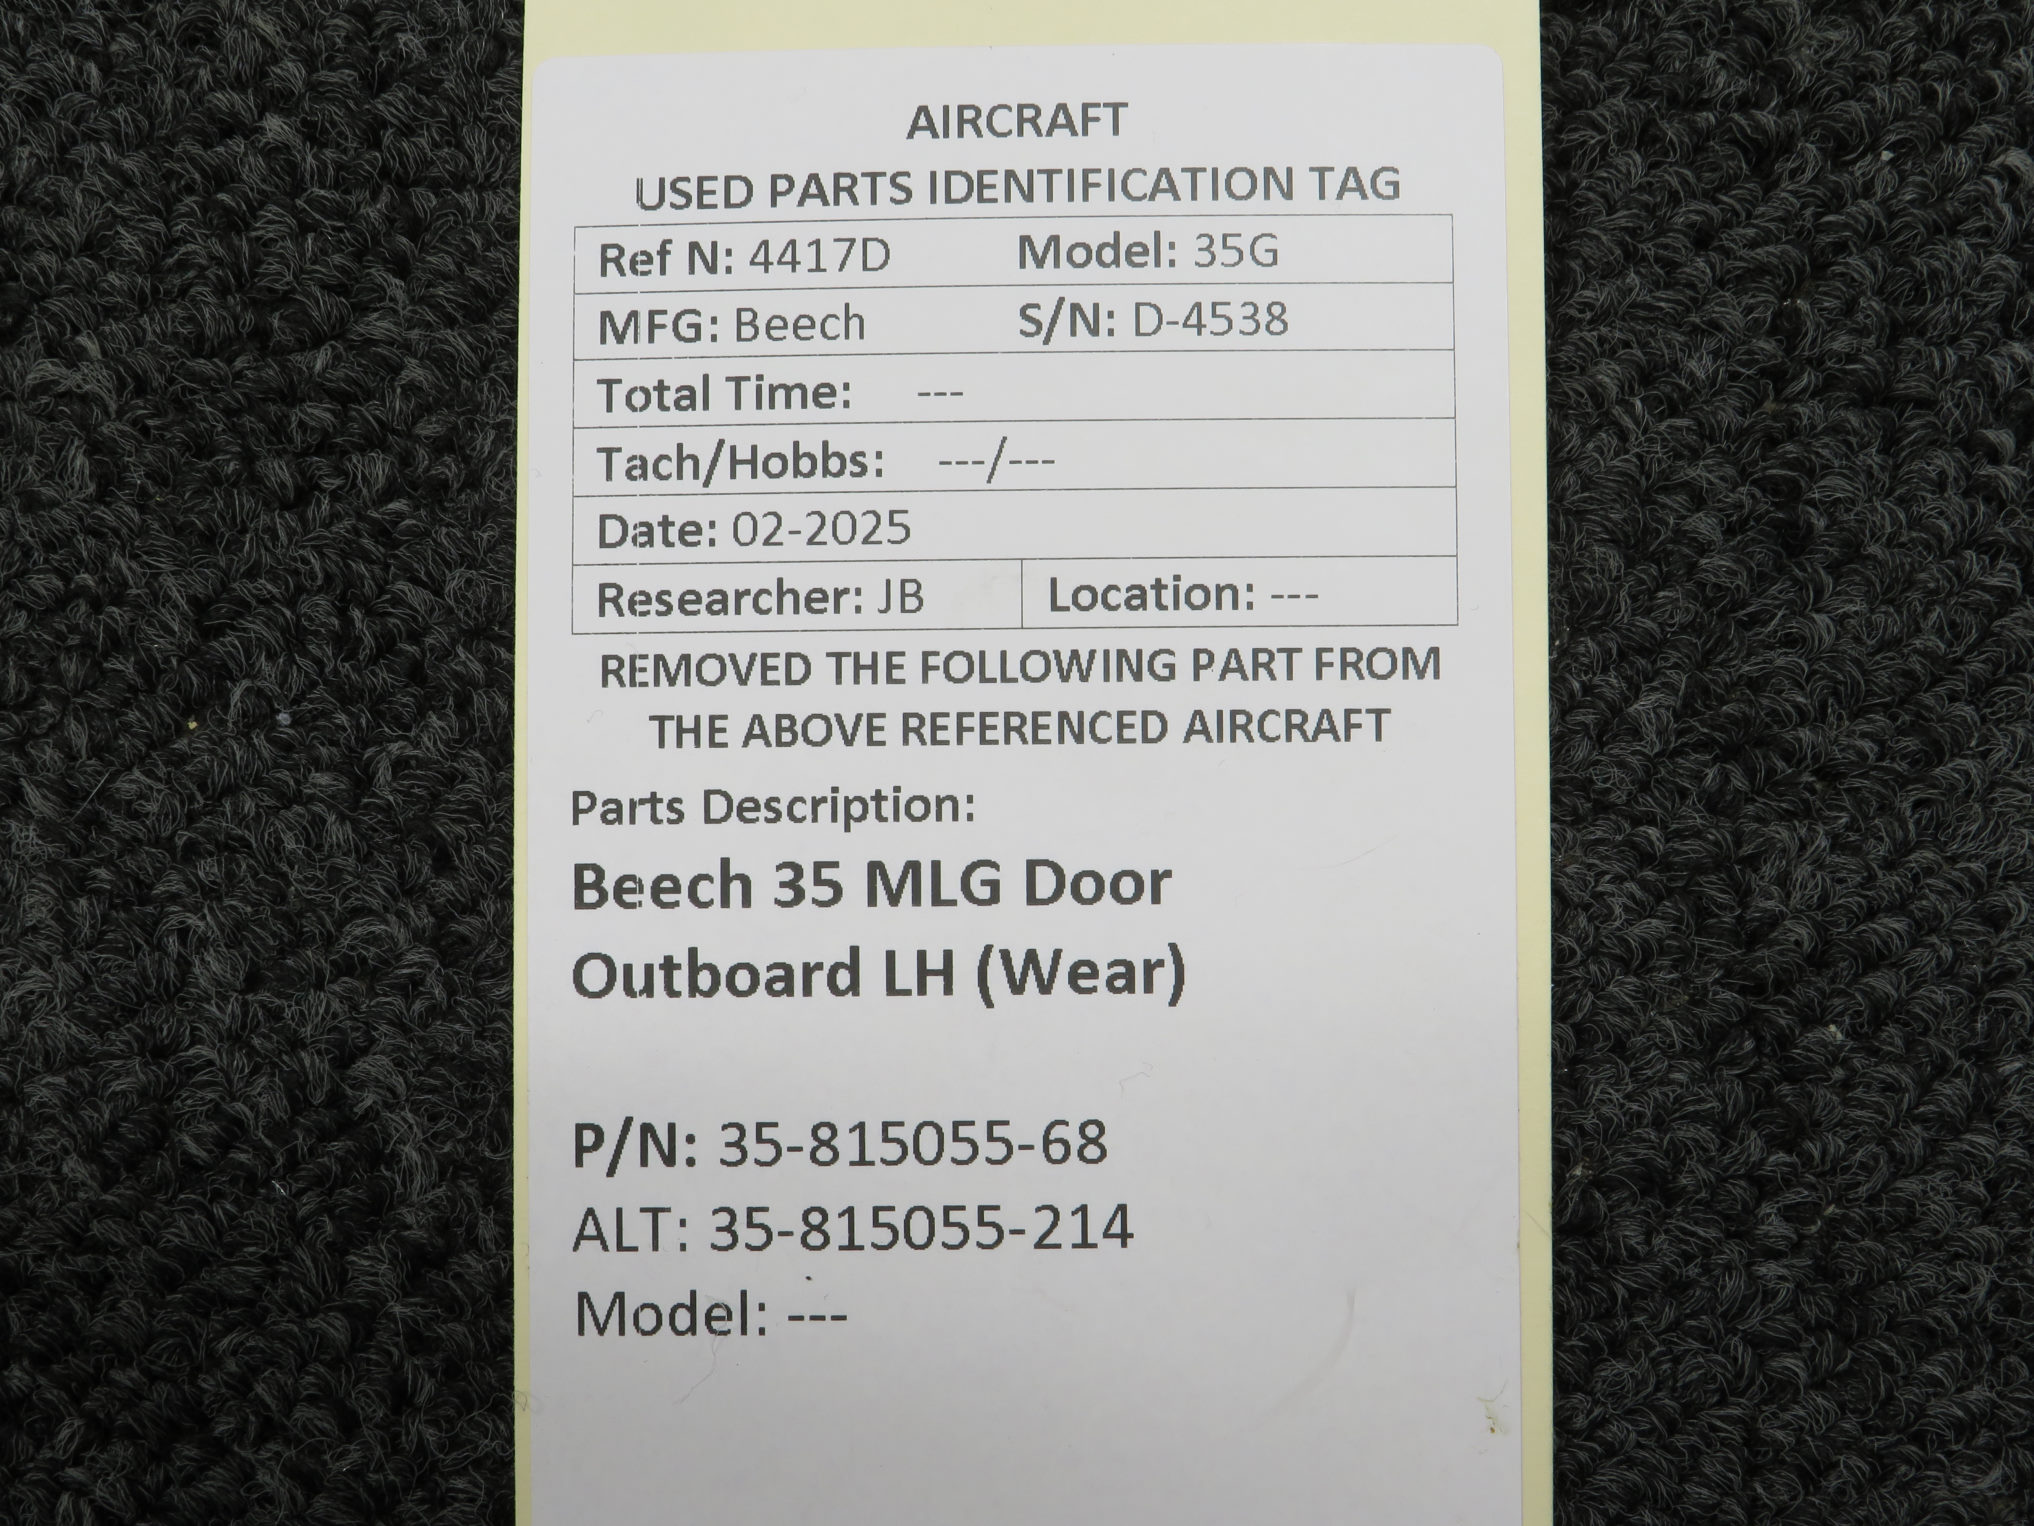 AIRCRAFT
USED PARTS IDENTIFICATION TAG
Ref N: 4417D Model: 35G
MFG: Beech S/N: D-4538
Total Time: ---
Tach/Hobbs: ---/---
Date: 02-2025
Researcher: JB Location: ---
REMOVED THE FOLLOWING PART FROM
THE ABOVE REFERENCED AIRCRAFT
Parts Description:
Beech 35 MLG Door
Outboard LH (Wear)
P/N: 35-815055-68
ALT: 35-815055-214
Model: ---